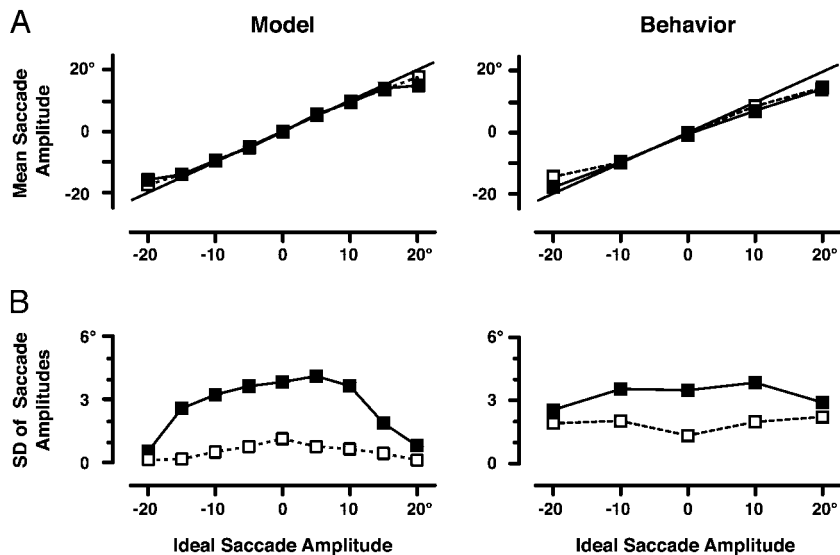 A
Model
Behavior
Mean Saccade
Amplitude
20°
0
-20
-20 -10 0 10 20°
20°
0
-20
-20 -10 0 10 20°
B
SD of Saccade
Amplitudes
6°
3
0
-20 -10 0 10 20°
Ideal Saccade Amplitude
6°
3
0
-20 -10 0 10 20°
Ideal Saccade Amplitude